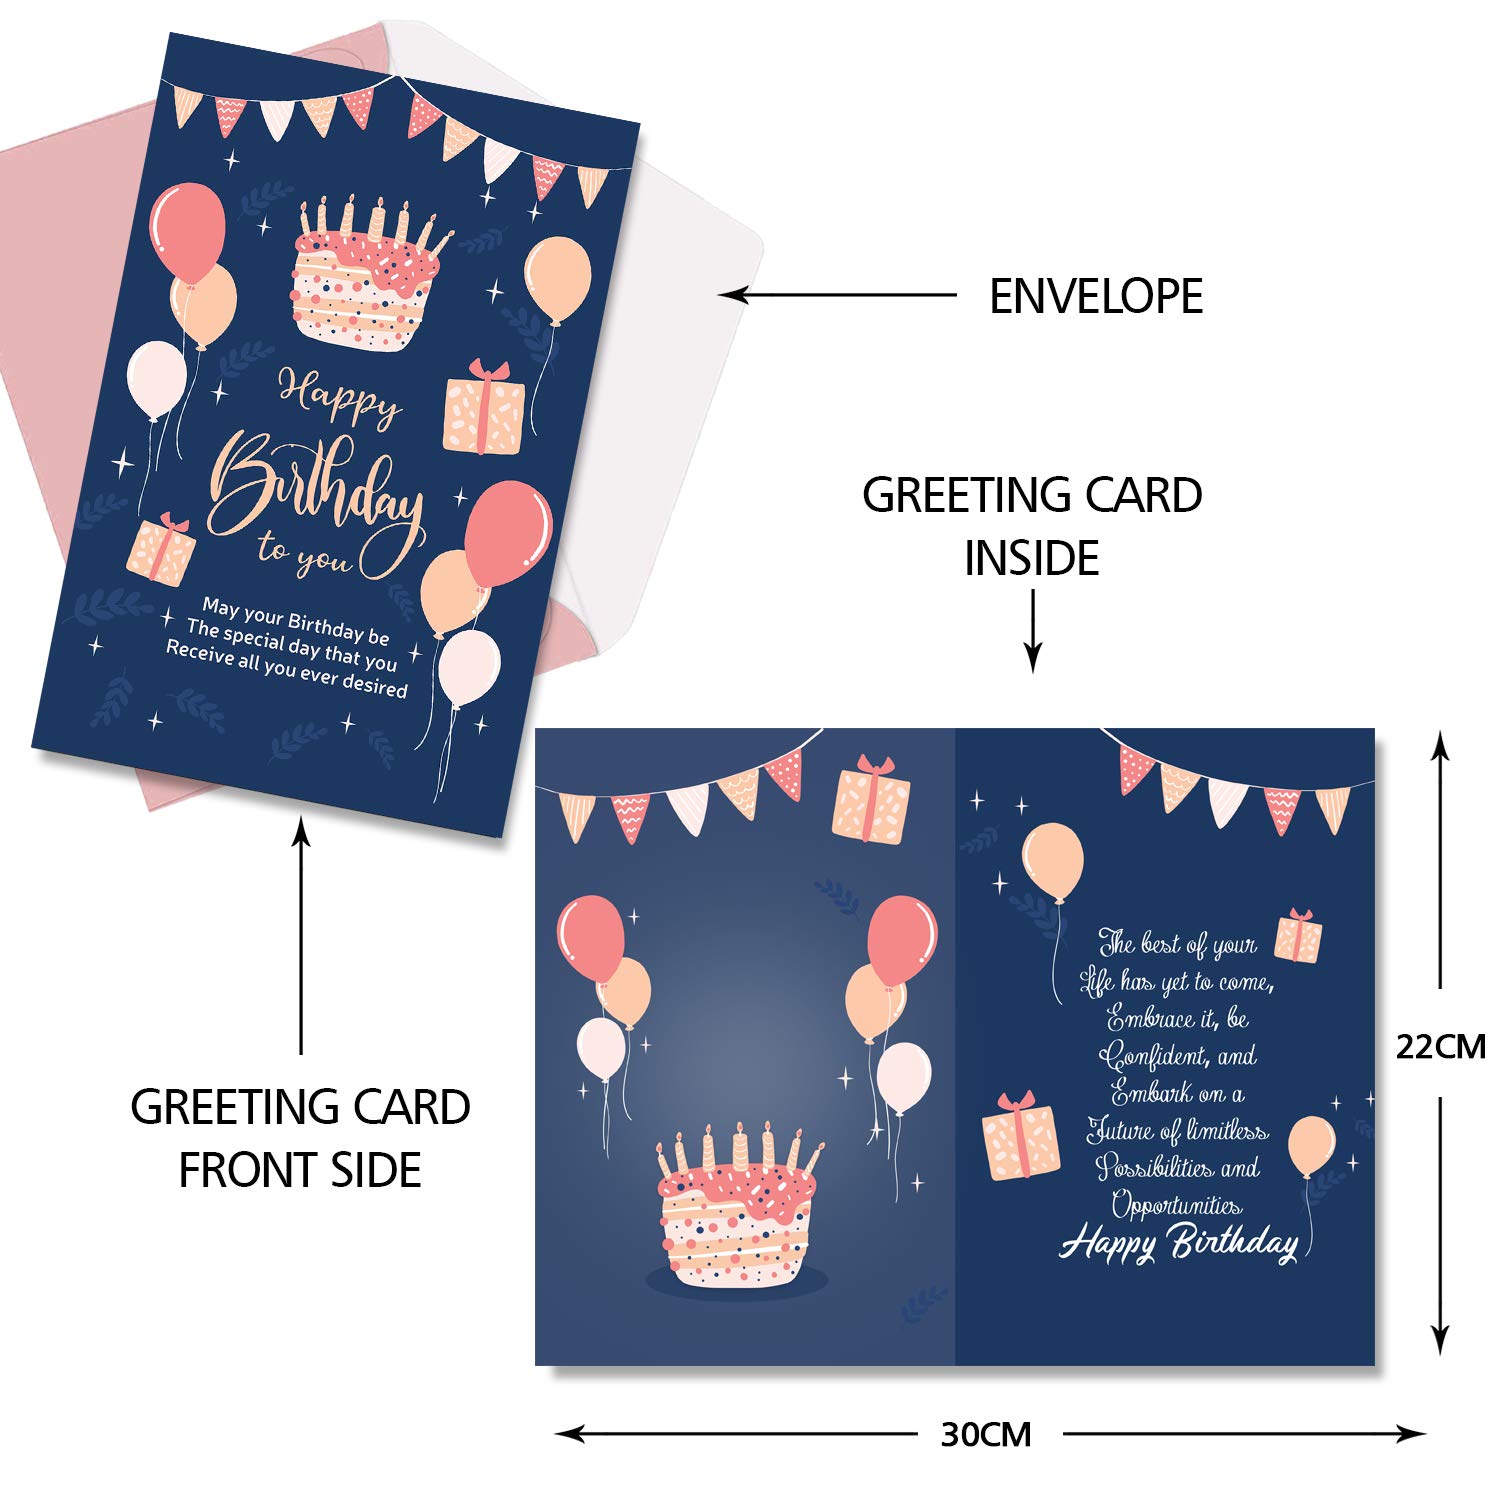 Happy
Birthday
to you
May your Birthday be
The special day that you
Receive all you ever desired
ENVELOPE
GREETING CARD
INSIDE
GREETING CARD
FRONT SIDE
The best of your
Life has yet to come,
Embrace it, be
Confident, and
Embark on a
Future of limitless
Possibilities and
Opportunities
Happy Birthday
22CM
30CM